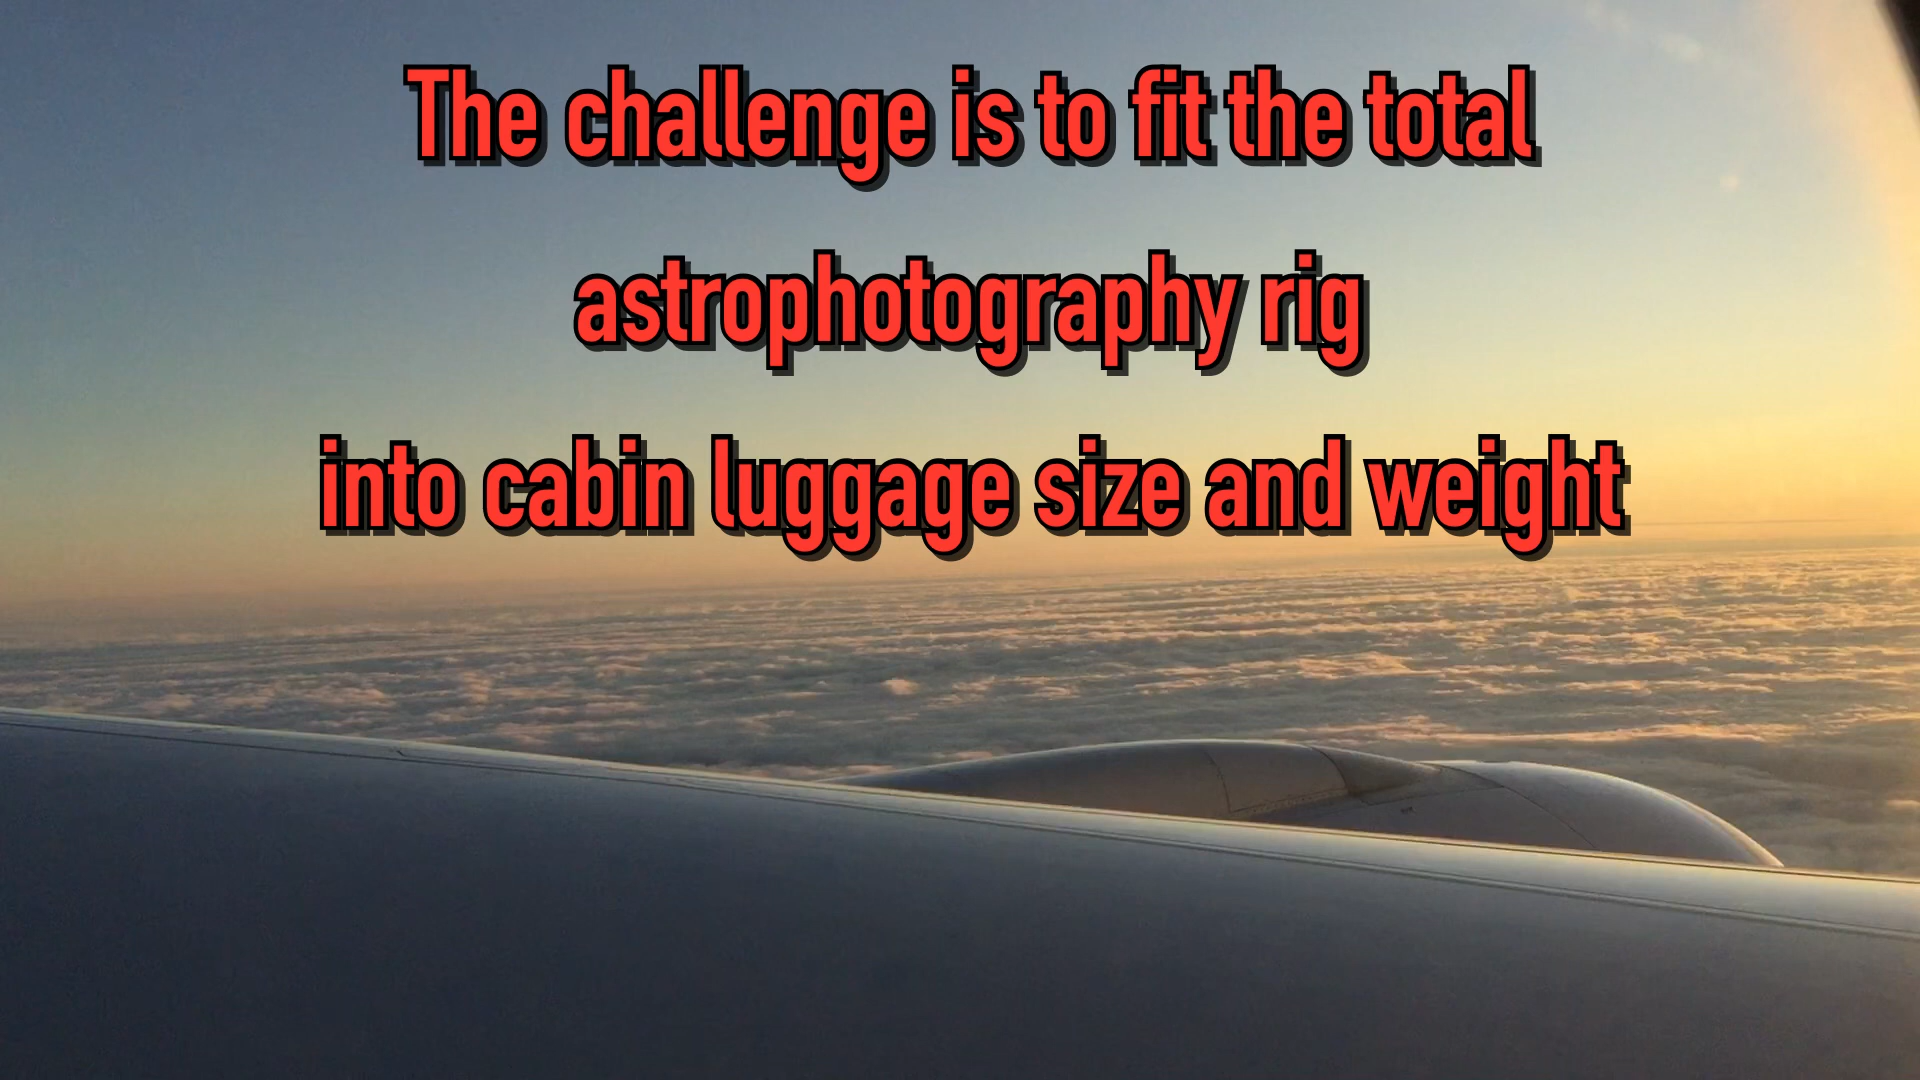 The challenge is to fit the total
astrophotography rig
into cabin luggage size and weight